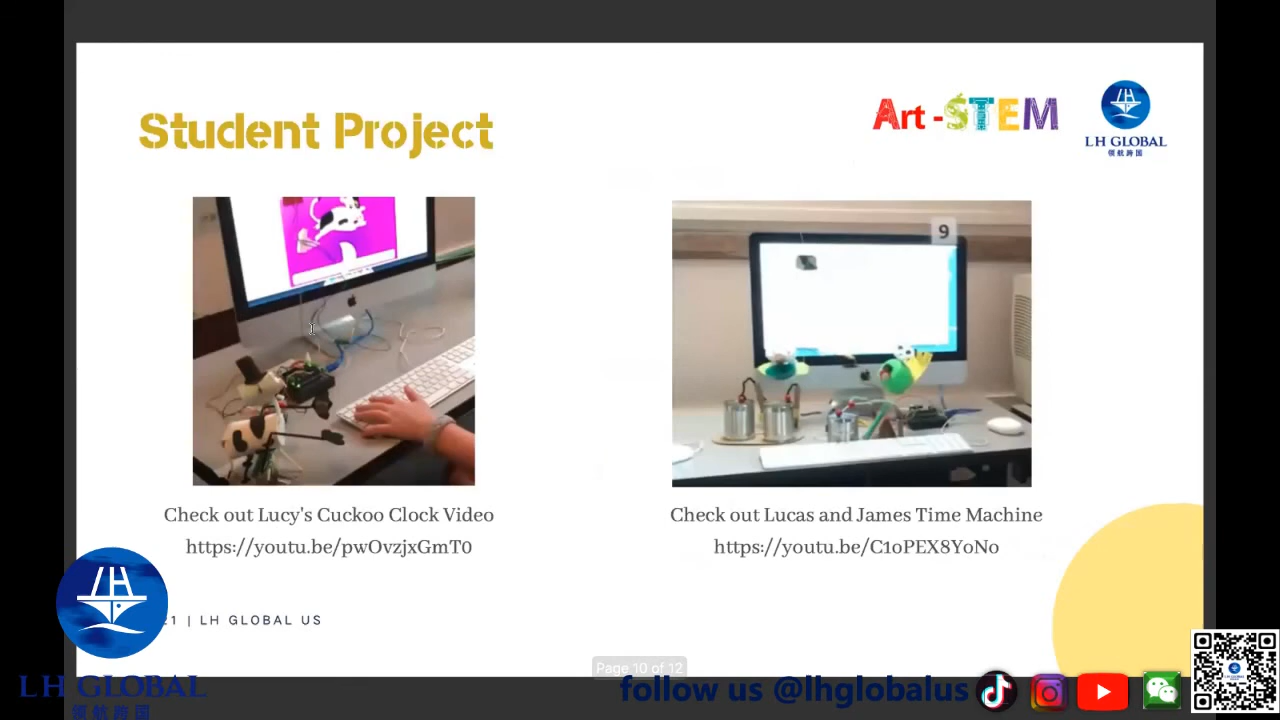 Student Project
Art -STEM
LH GLOBAL
领航跨国
9
Check out Lucy's Cuckoo Clock Video
https://youtu.be/pwOvzjxGmT0
Check out Lucas and James Time Machine
https://youtu.be/C1oPEX8YoNo
21 | LH GLOBAL US
Page 10 of 12
LH GLOBAL
领航跨国
follow us @lhglobalus